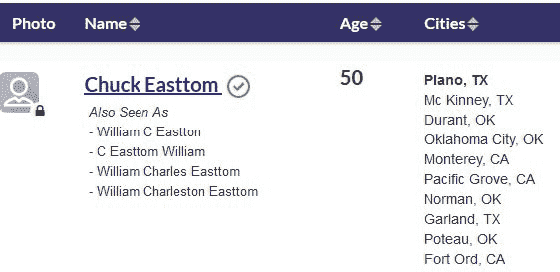 Photo Name Age Cities
Chuck Easttom 50 Plano, TX
Also Seen As Mc Kinney, TX
- William C Eastton Durant, OK
- C Easttom William Oklahoma City, OK
- William Charles Easttom Monterey, CA
- William Charleston Easttom Pacific Grove, CA
Norman, OK
Garland, TX
Poteau, OK
Fort Ord, CA